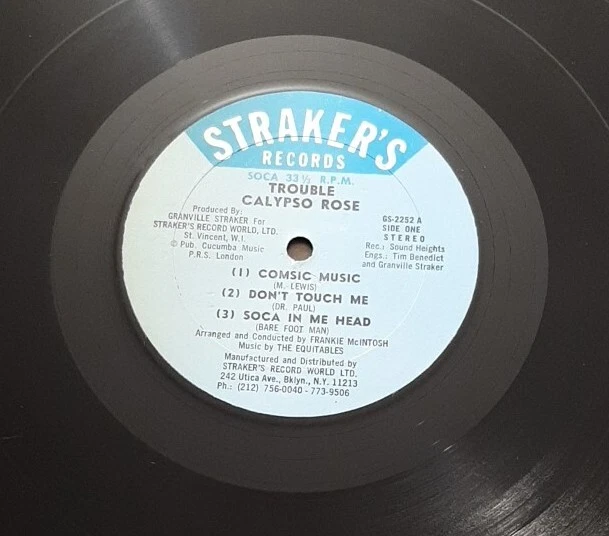 STRAKER'S
RECORDS
SOCA 33 ⅓ R.P.M.
TROUBLE
CALYPSO ROSE
Produced By:
GRANVILLE STRAKER For
STRAKER'S RECORD WORLD, LTD.
St. Vincent, W.I.
© Pub. Cucumba Music
P.R.S. London
GS-2252 A
SIDE ONE
STEREO
Rec.: Sound Heights
Engs.: Tim Benedict
and Granville Straker
(1) COMSIC MUSIC
(M. LEWIS)
(2) DON'T TOUCH ME
(DR. PAUL)
(3) SOCA IN ME HEAD
(BARE FOOT MAN)
Arranged and Conducted by FRANKIE McINTOSH
Music by THE EQUITABLES
Manufactured and Distributed by
STRAKER'S RECORD WORLD LTD.
242 Utica Ave., Bklyn., N.Y. 11213
Ph.: (212) 756-0040 - 773-9506